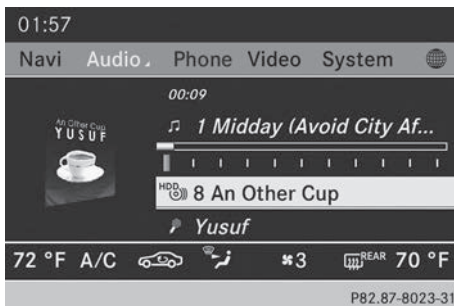 01:57
Navi Audio Phone Video System
00:09
An Other Cup
YUSUF
1 Midday (Avoid City Af...
HDD 8 An Other Cup
Yusuf
72 °F A/C 3 REAR 70 °F
P82.87-8023-31